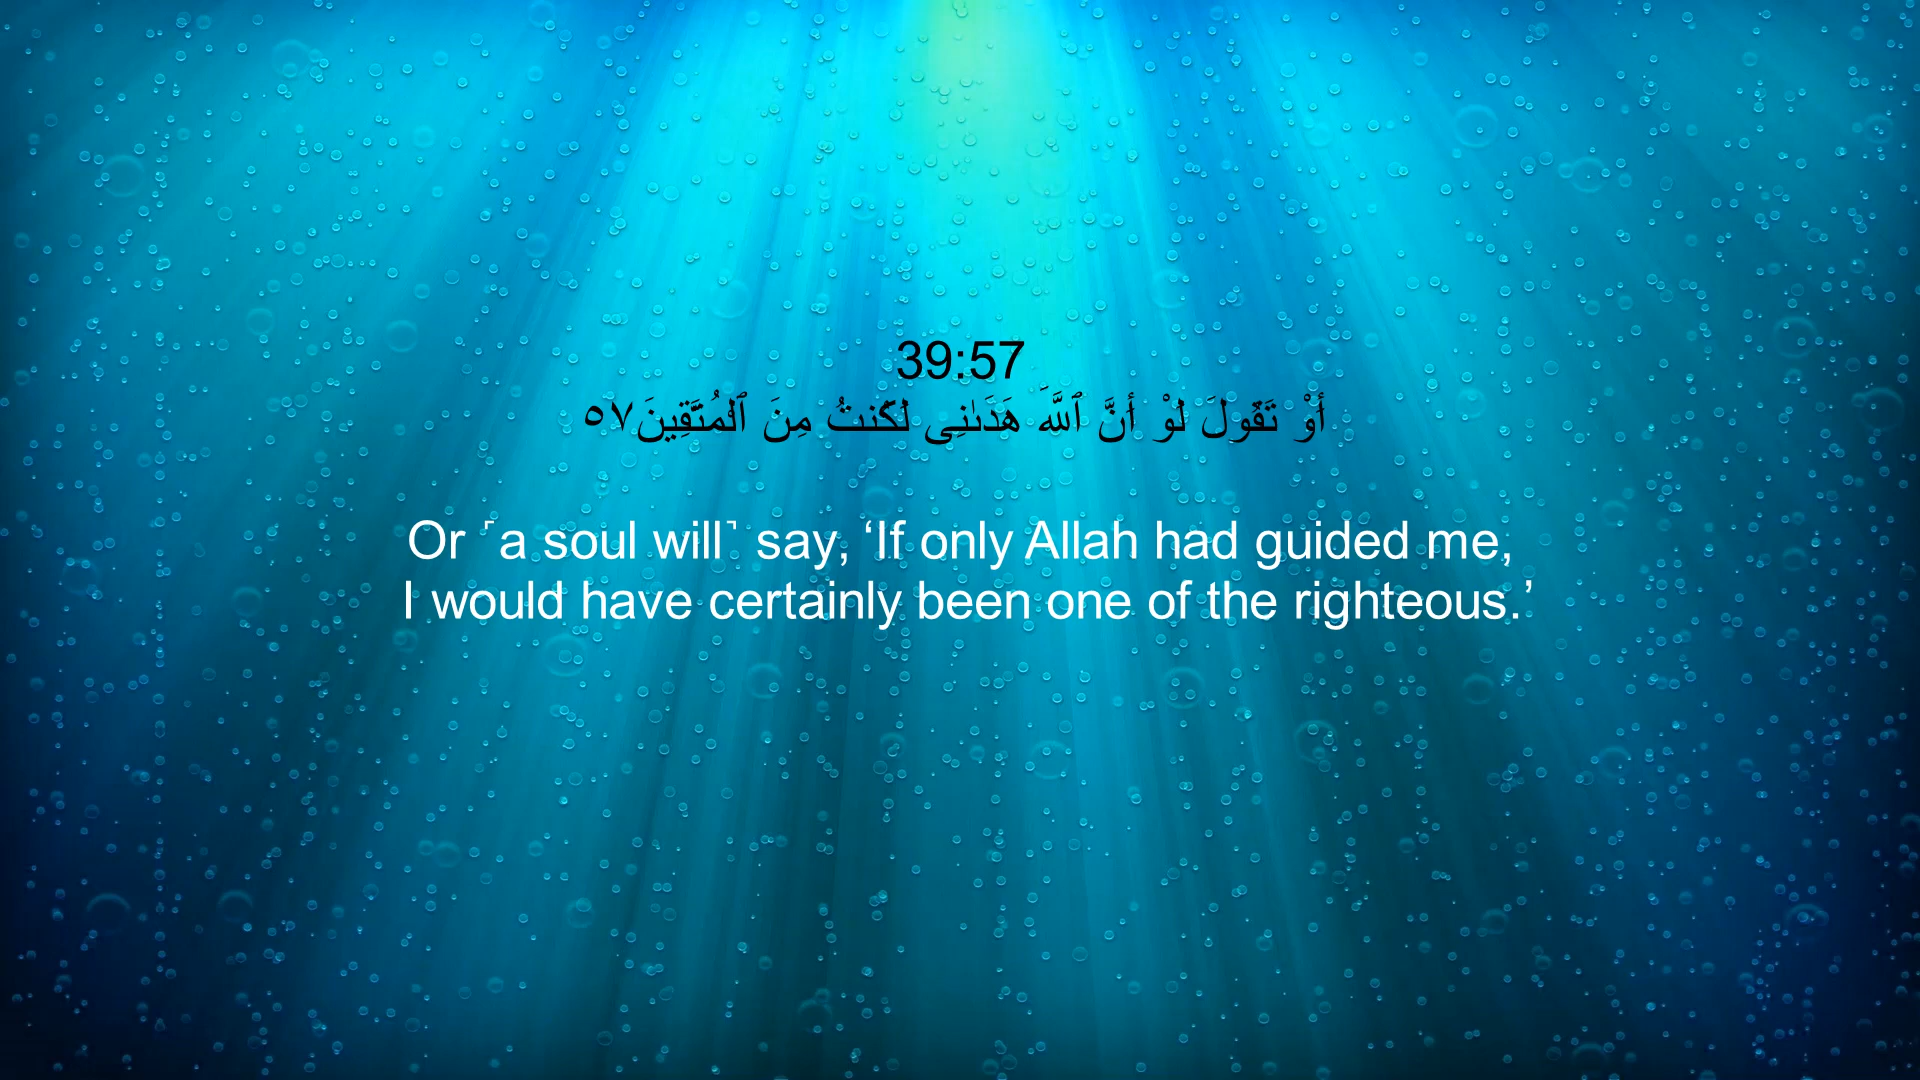 39:57
أَوْ تَقُولَ لَوْ أَنَّ ٱللَّهَ هَدَىٰنِى لَكُنتُ مِنَ ٱلْمُتَّقِينَ٥٧
Or ˹a soul will˺ say, ‘If only Allah had guided me,
I would have certainly been one of the righteous.’